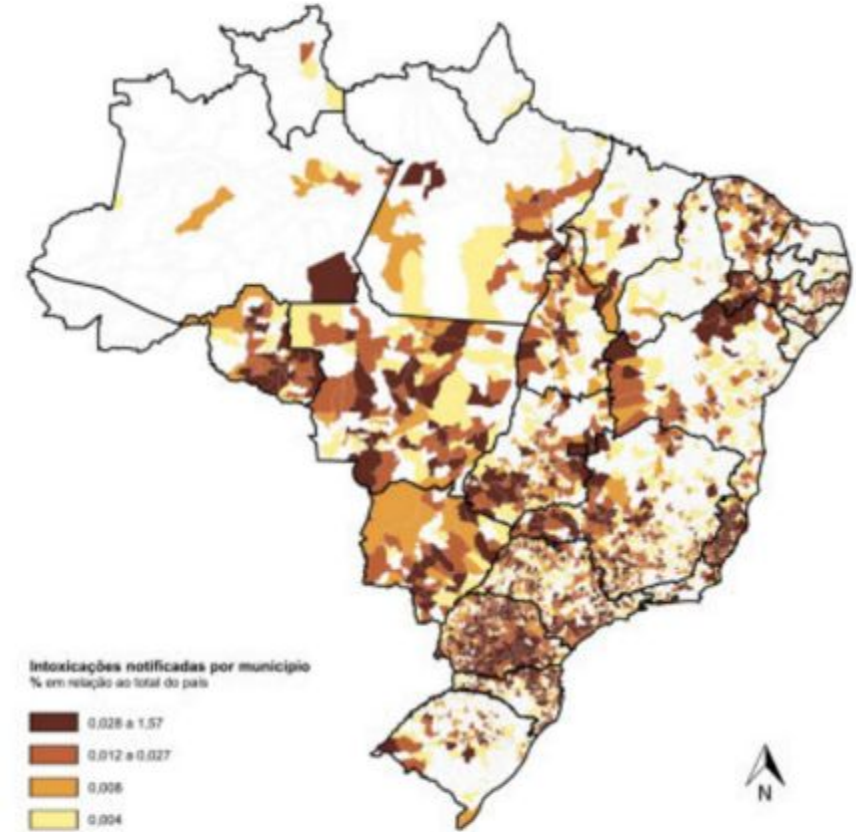 Intoxicações notificadas por município
% em relação ao total do país
0,028 a 1,57
0,012 a 0,027
0,008
0,004
N